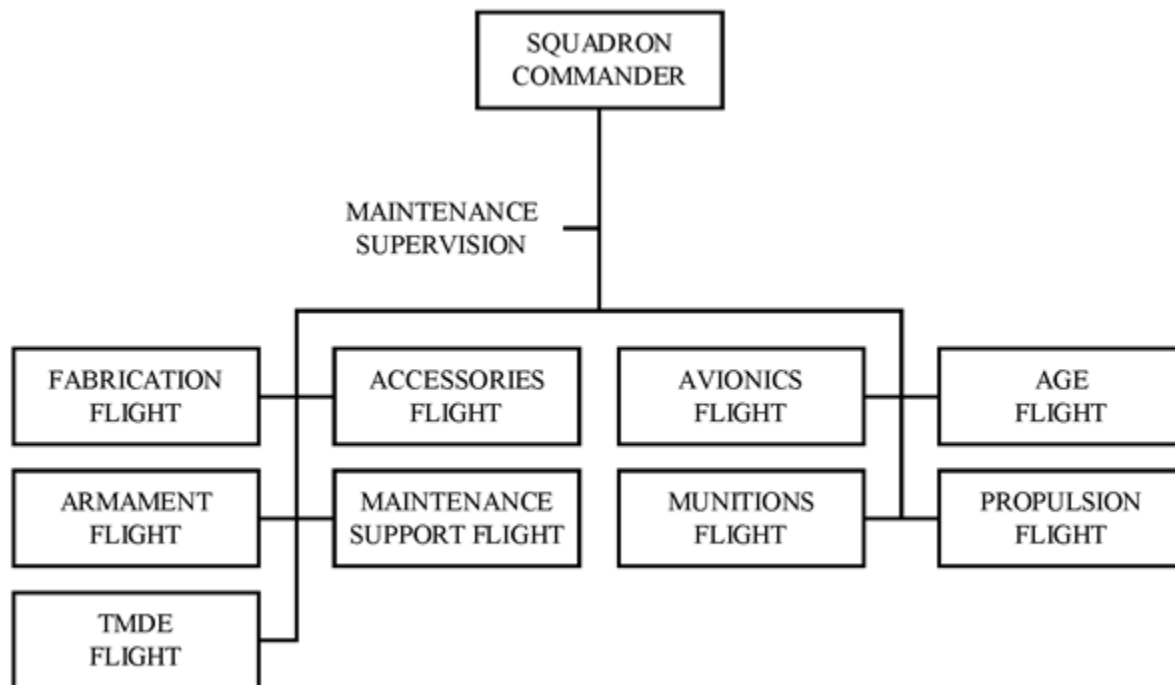 SQUADRON
COMMANDER
MAINTENANCE
SUPERVISION
FABRICATION
FLIGHT
ACCESSORIES
FLIGHT
AVIONICS
FLIGHT
AGE
FLIGHT
ARMAMENT
FLIGHT
MAINTENANCE
SUPPORT FLIGHT
MUNITIONS
FLIGHT
PROPULSION
FLIGHT
TMDE
FLIGHT